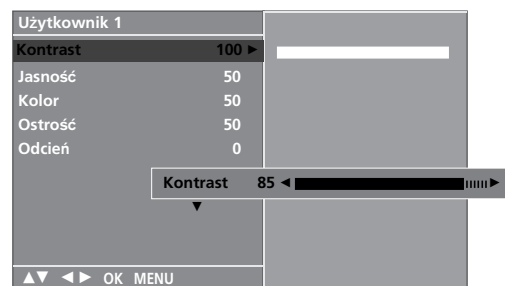 Użytkownik 1
Kontrast 100 ►
Jasność 50
Kolor 50
Ostrość 50
Odcień 0
Kontrast 85 ◄ ►
▼
▲▼ ◄► OK MENU